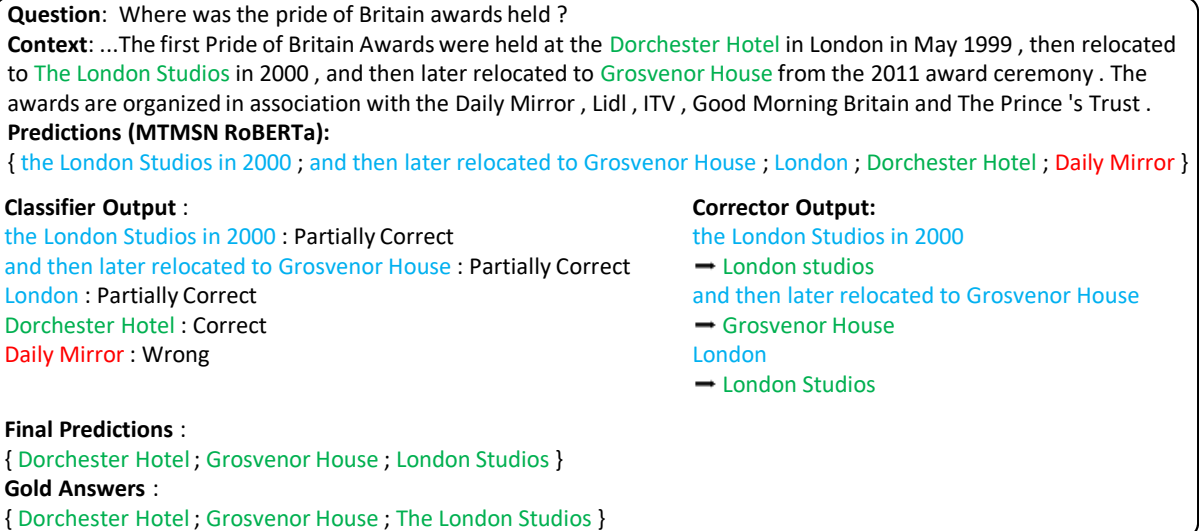 Question: Where was the pride of Britain awards held ?
Context: ...The first Pride of Britain Awards were held at the Dorchester Hotel in London in May 1999 , then relocated
to The London Studios in 2000 , and then later relocated to Grosvenor House from the 2011 award ceremony . The
awards are organized in association with the Daily Mirror , Lidl , ITV , Good Morning Britain and The Prince 's Trust .
Predictions (MTMSN RoBERTa):
{ the London Studios in 2000 ; and then later relocated to Grosvenor House ; London ; Dorchester Hotel ; Daily Mirror }
Classifier Output :
the London Studios in 2000 : Partially Correct
and then later relocated to Grosvenor House : Partially Correct
London : Partially Correct
Dorchester Hotel : Correct
Daily Mirror : Wrong
Corrector Output:
the London Studios in 2000
➡ London studios
and then later relocated to Grosvenor House
➡ Grosvenor House
London
➡ London Studios
Final Predictions :
{ Dorchester Hotel ; Grosvenor House ; London Studios }
Gold Answers :
{ Dorchester Hotel ; Grosvenor House ; The London Studios }